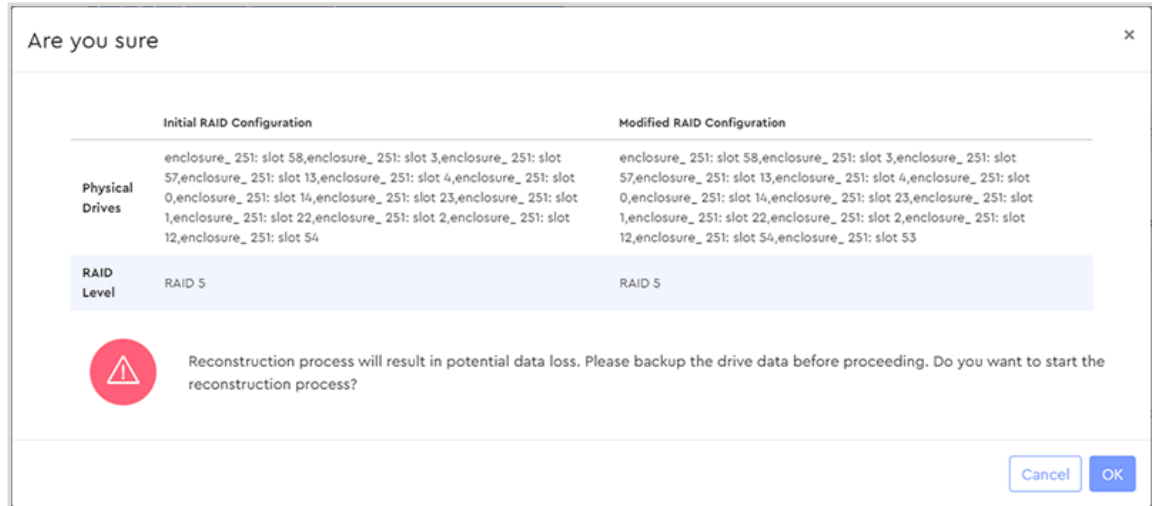 Are you sure
×
Initial RAID Configuration
Modified RAID Configuration
Physical
Drives
enclosure_ 251: slot 58,enclosure_ 251: slot 3,enclosure_ 251: slot
57,enclosure_ 251: slot 13,enclosure_ 251: slot 4,enclosure_ 251: slot
0,enclosure_ 251: slot 14,enclosure_ 251: slot 23,enclosure_ 251: slot
1,enclosure_ 251: slot 22,enclosure_ 251: slot 2,enclosure_ 251: slot
12,enclosure_ 251: slot 54
enclosure_ 251: slot 58,enclosure_ 251: slot 3,enclosure_ 251: slot
57,enclosure_ 251: slot 13,enclosure_ 251: slot 4,enclosure_ 251: slot
0,enclosure_ 251: slot 14,enclosure_ 251: slot 23,enclosure_ 251: slot
1,enclosure_ 251: slot 22,enclosure_ 251: slot 2,enclosure_ 251: slot
12,enclosure_ 251: slot 54,enclosure_ 251: slot 53
RAID
Level
RAID 5
RAID 5
Reconstruction process will result in potential data loss. Please backup the drive data before proceeding. Do you want to start the
reconstruction process?
Cancel
OK